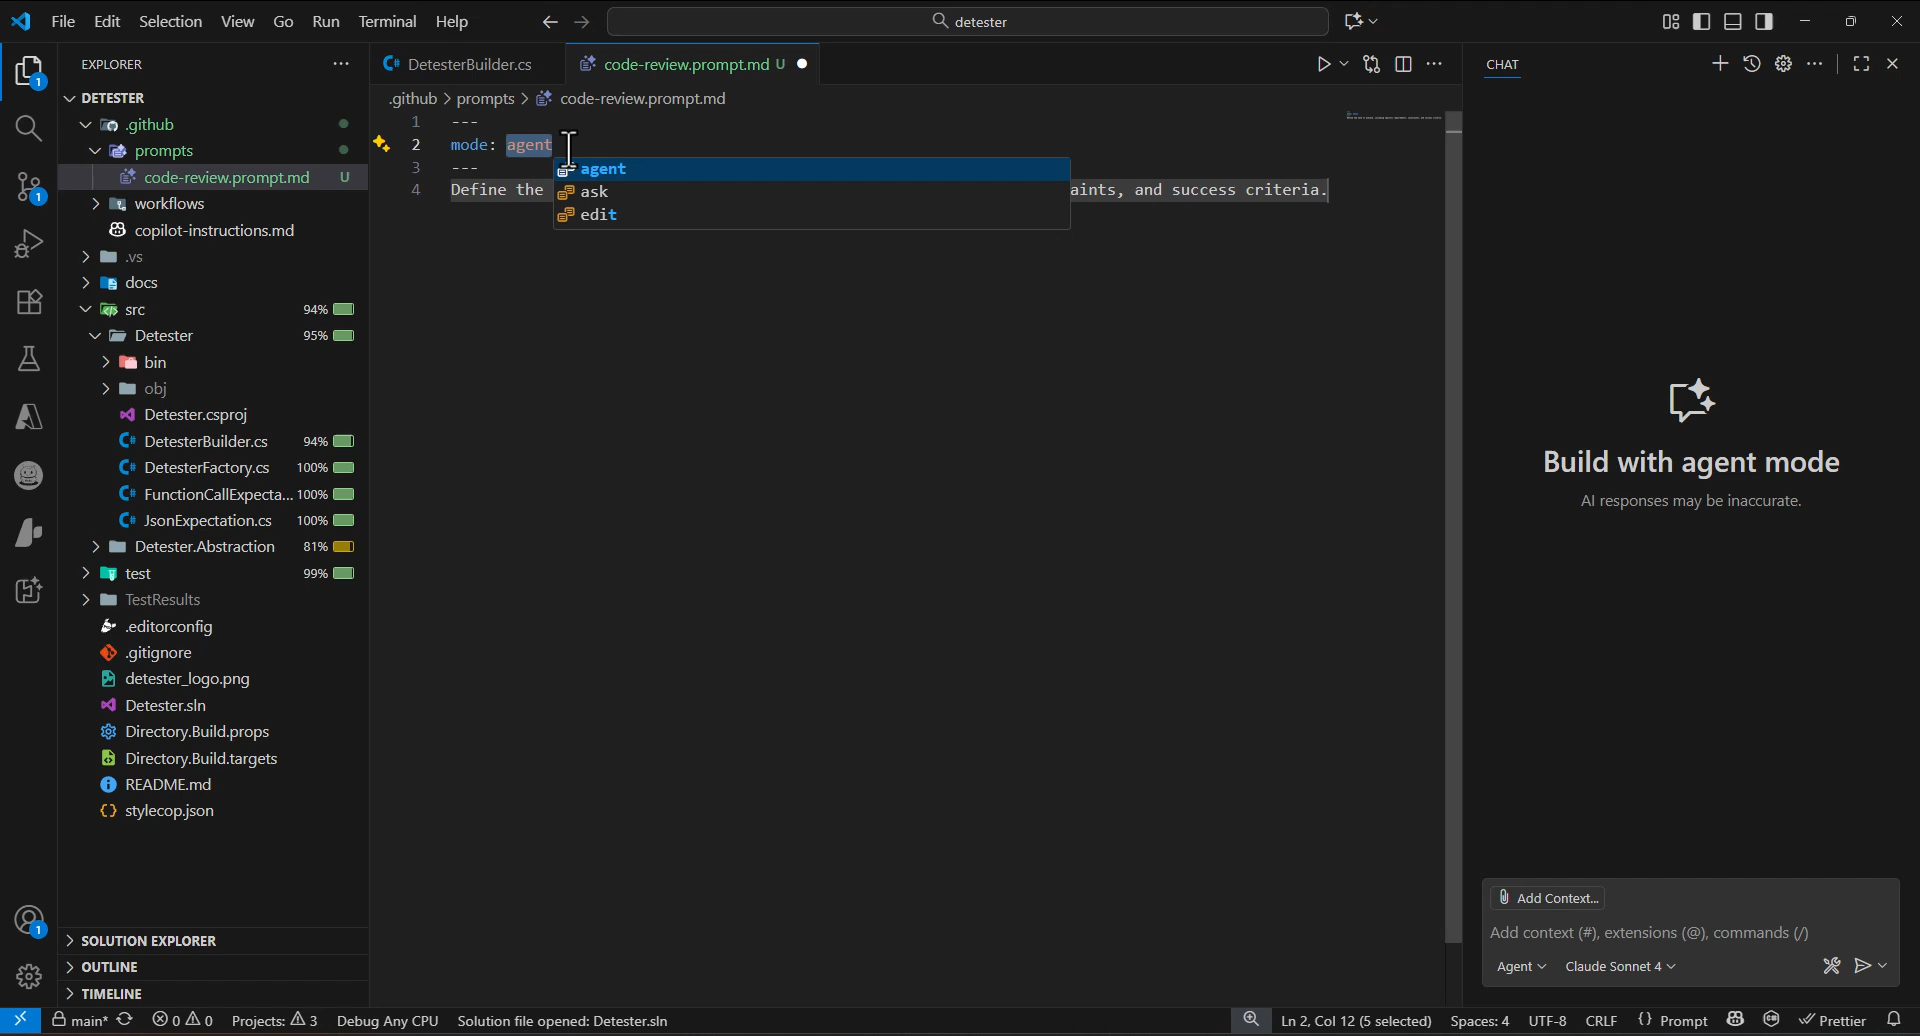 File Edit Selection View Go Run Terminal Help
detester
EXPLORER
DETESTER
.github
prompts
code-review.prompt.md U
workflows
copilot-instructions.md
.vs
docs
src 94%
Detester 95%
bin
obj
Detester.csproj
DetesterBuilder.cs 94%
DetesterFactory.cs 100%
FunctionCallExpecta... 100%
JsonExpectation.cs 100%
Detester.Abstraction 81%
test 99%
TestResults
.editorconfig
.gitignore
detester_logo.png
Detester.sln
Directory.Build.props
Directory.Build.targets
README.md
stylecop.json
SOLUTION EXPLORER
OUTLINE
TIMELINE
1
1
1
DetesterBuilder.cs
code-review.prompt.md U
.github > prompts > code-review.prompt.md
1 ---
2 mode: agent
3 ---
4 Define the aints, and success criteria.
agent
ask
edit
CHAT
Build with agent mode
AI responses may be inaccurate.
Add Context...
Add context (#), extensions (@), commands (/)
Agent Claude Sonnet 4
main* 0 0 Projects: 3 Debug Any CPU Solution file opened: Detester.sln
Ln 2, Col 12 (5 selected) Spaces: 4 UTF-8 CRLF {} Prompt Prettier